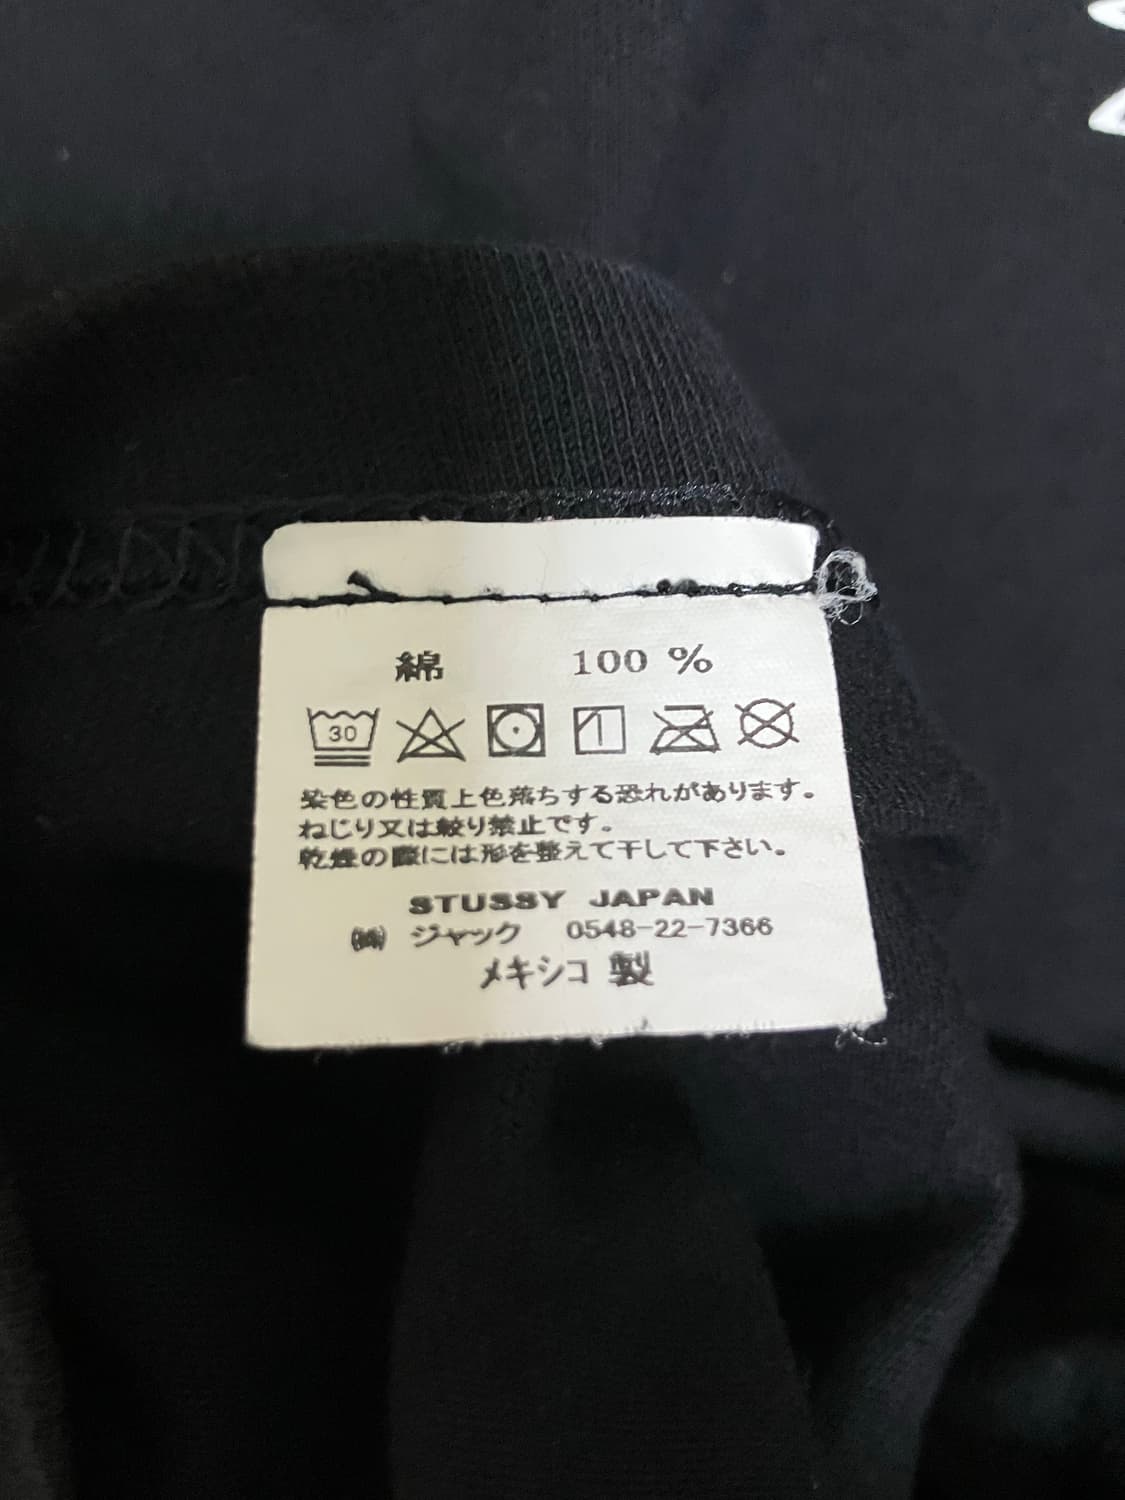 綿 100 %
30
染色の性質上色落ちする恐れがあります。
ねじり又は絞り禁止です。
乾燥の際には形を整えて干して下さい。
STUSSY JAPAN
㈱ ジャック 0548-22-7366
メキシコ 製